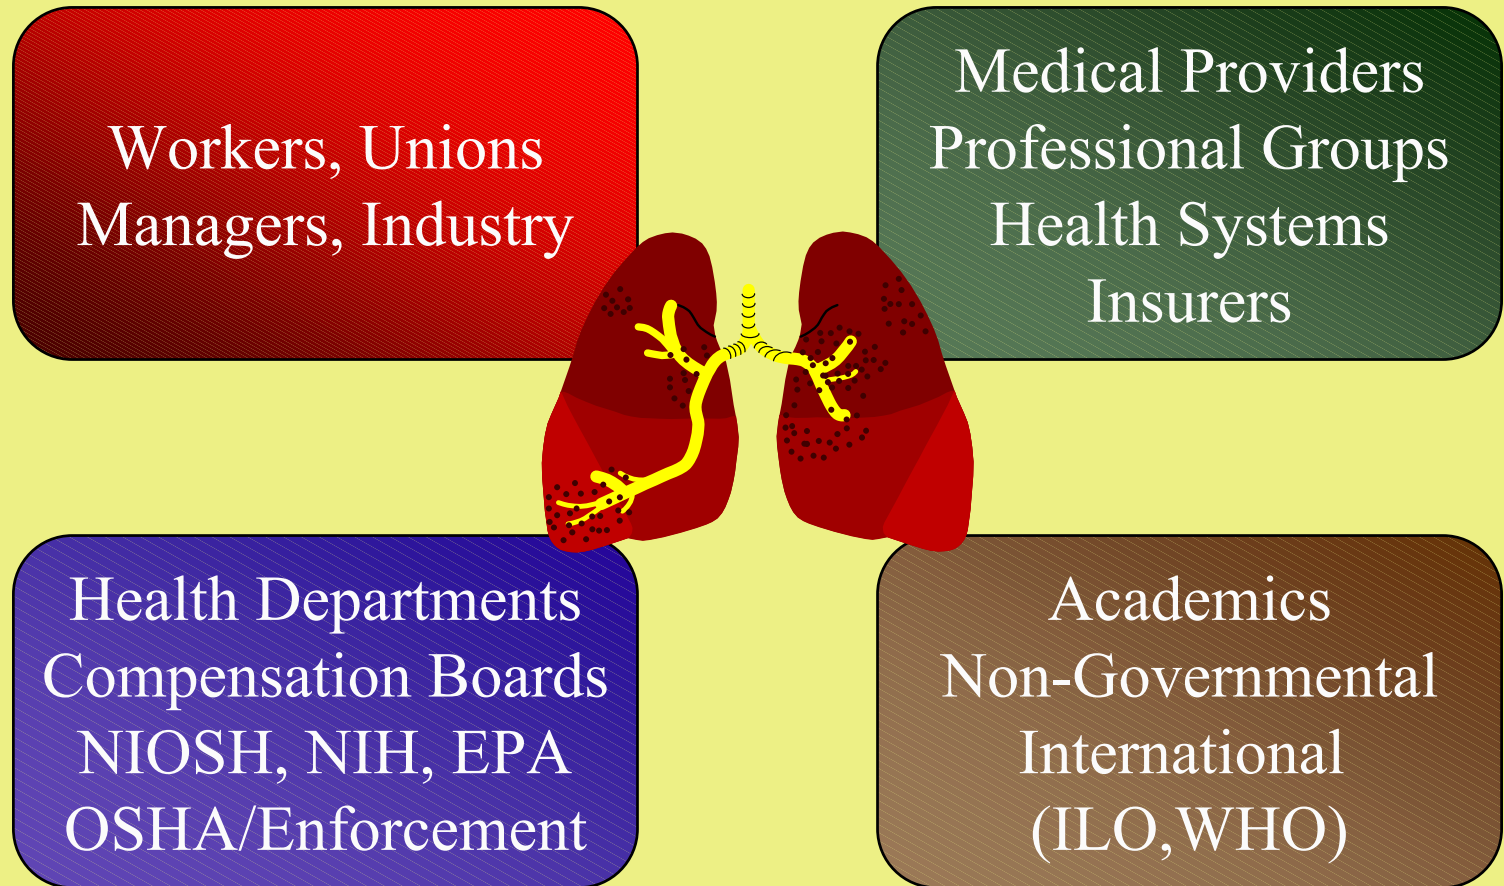 Workers, Unions
Managers, Industry
Medical Providers
Professional Groups
Health Systems
Insurers
Health Departments
Compensation Boards
NIOSH, NIH, EPA
OSHA/Enforcement
Academics
Non-Governmental
International
(ILO,WHO)